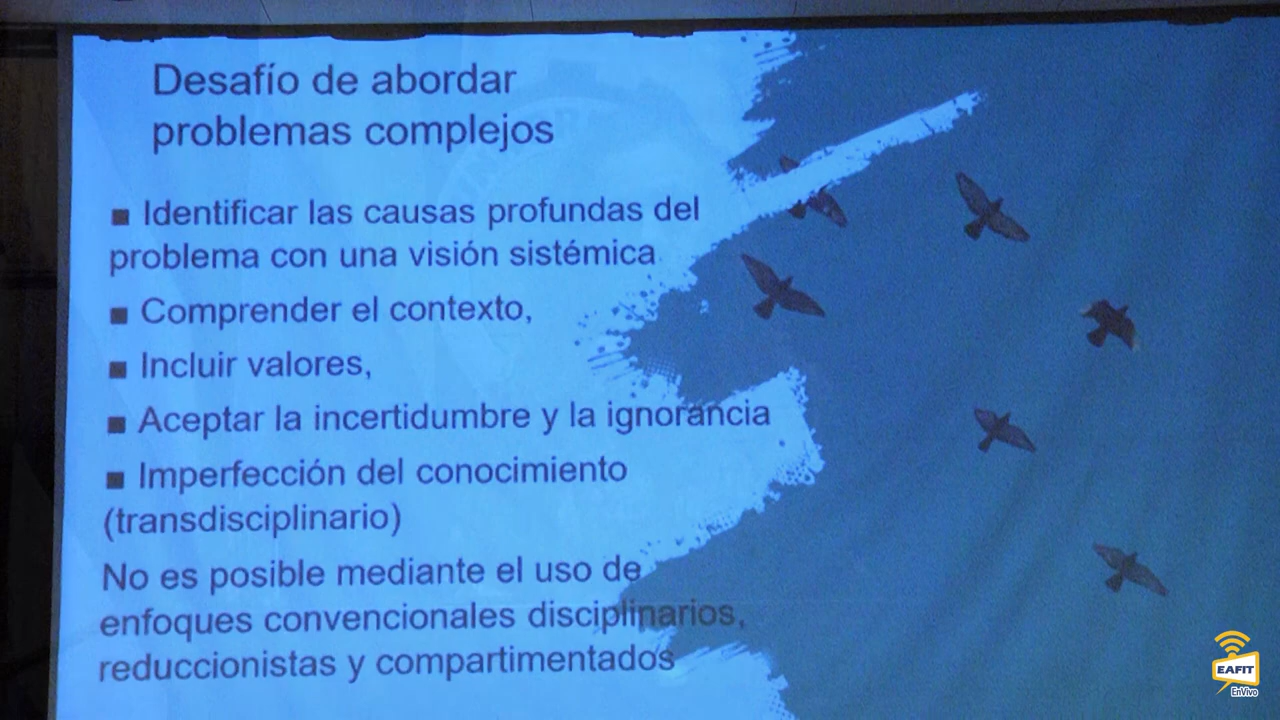 Desafío de abordar
problemas complejos
▪ Identificar las causas profundas del
problema con una visión sistémica
▪ Comprender el contexto,
▪ Incluir valores,
▪ Aceptar la incertidumbre y la ignorancia
▪ Imperfección del conocimiento
(transdisciplinario)
No es posible mediante el uso de
enfoques convencionales disciplinarios,
reduccionistas y compartimentados
EAFIT
EnVivo